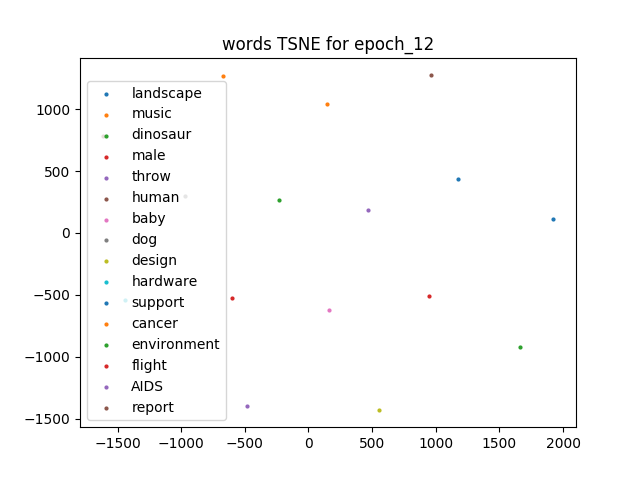 words TSNE for epoch_12
landscape
music
dinosaur
male
throw
human
baby
dog
design
hardware
support
cancer
environment
flight
AIDS
report
1000
500
0
−500
−1000
−1500
−1500 −1000 −500 0 500 1000 1500 2000